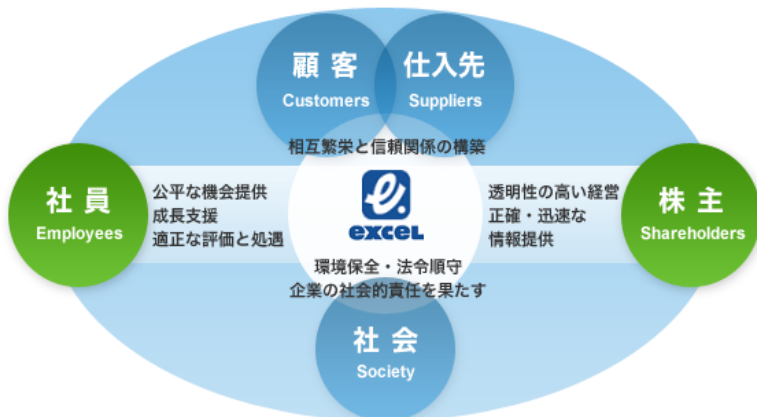 顧客
Customers
仕入先
Suppliers
相互繁栄と信頼関係の構築
社員
Employees
公平な機会提供
成長支援
適正な評価と処遇
e.
excel
透明性の高い経営
正確・迅速な
情報提供
株主
Shareholders
環境保全・法令順守
企業の社会的責任を果たす
社会
Society